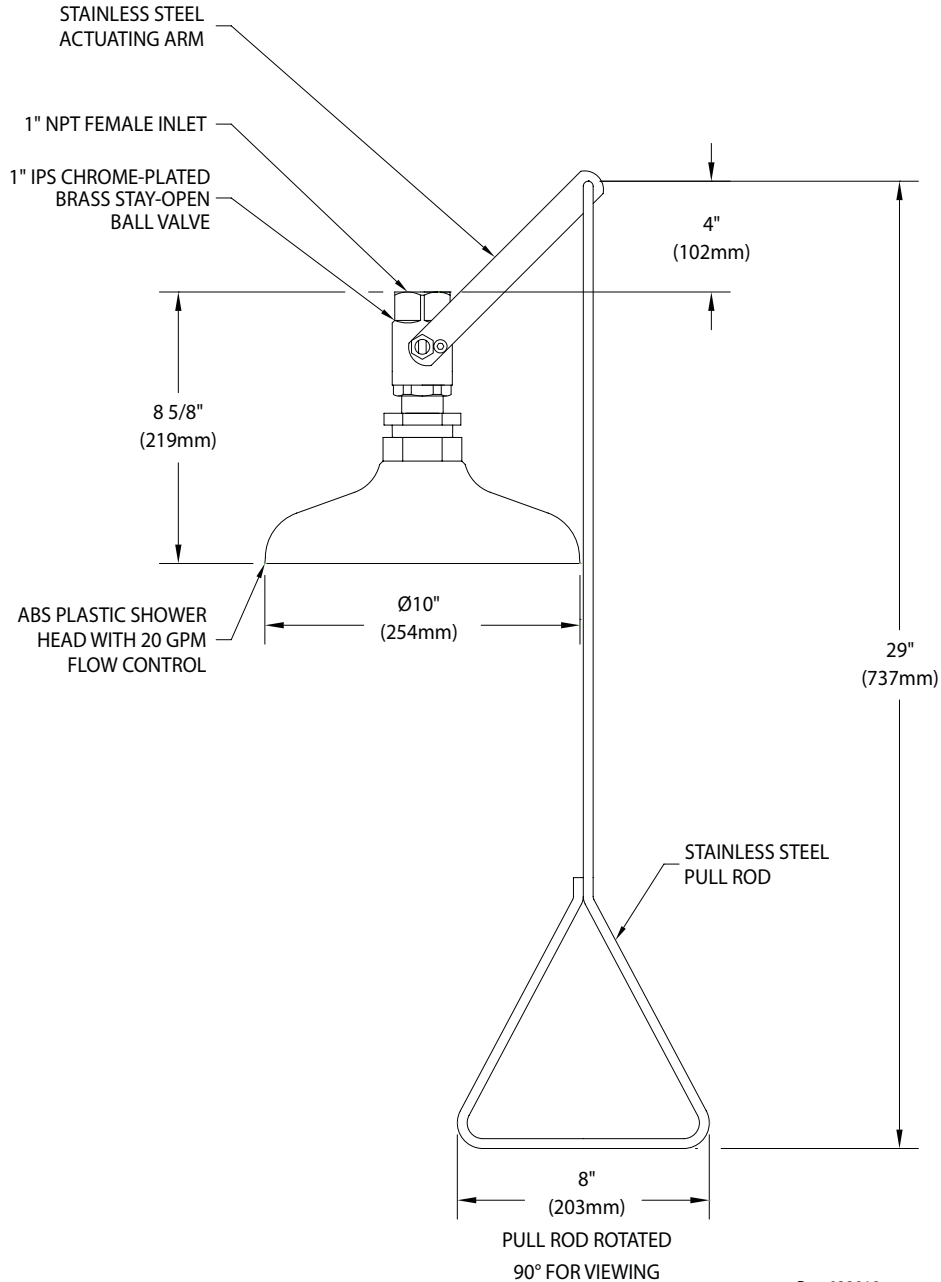 STAINLESS STEEL
ACTUATING ARM
1" NPT FEMALE INLET
1" IPS CHROME-PLATED
BRASS STAY-OPEN
BALL VALVE
4"
(102mm)
8 5/8"
(219mm)
ABS PLASTIC SHOWER
HEAD WITH 20 GPM
FLOW CONTROL
Ø10"
(254mm)
29"
(737mm)
STAINLESS STEEL
PULL ROD
8"
(203mm)
PULL ROD ROTATED
90° FOR VIEWING